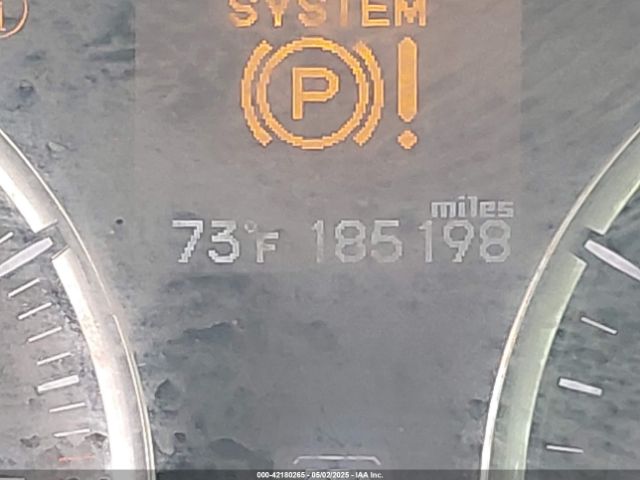 SYSTEM
(P)!
miles
73°F 185198
000-42180265 - 05/02/2025 - IAA Inc.